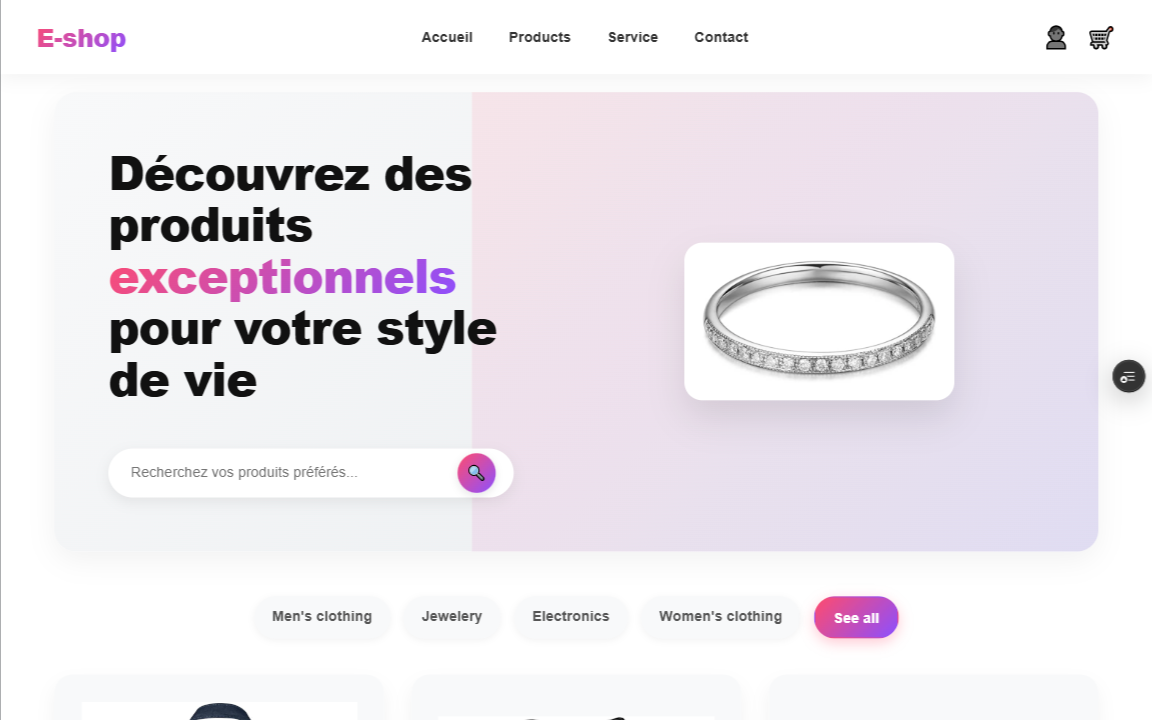 E-shop
Accueil
Products
Service
Contact
Découvrez des
produits
exceptionnels
pour votre style
de vie
Recherchez vos produits préférés...
Men's clothing
Jewelery
Electronics
Women's clothing
See all